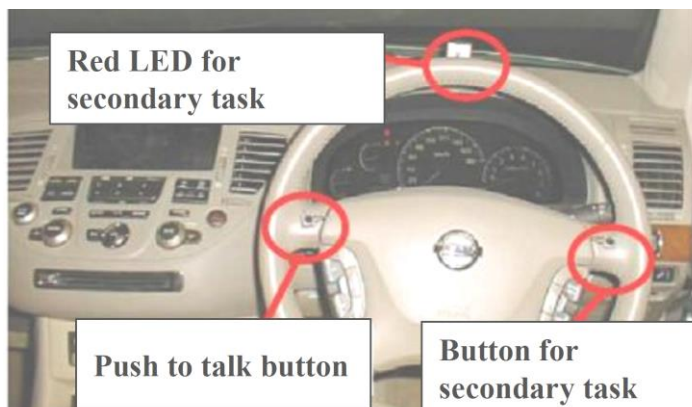 Red LED for
secondary task
Push to talk button
Button for
secondary task